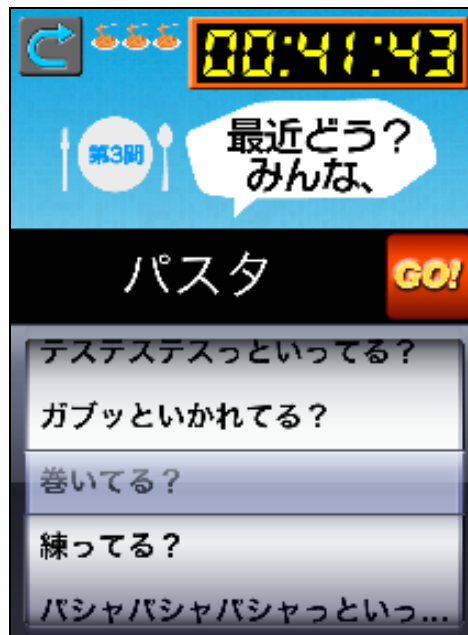 00:41:43
第3問
最近どう？
みんな、
パスタ
GO!
テステステスっといってる？
ガブッといかれてる？
巻いてる？
練ってる？
バシャバシャバシャっといっ...